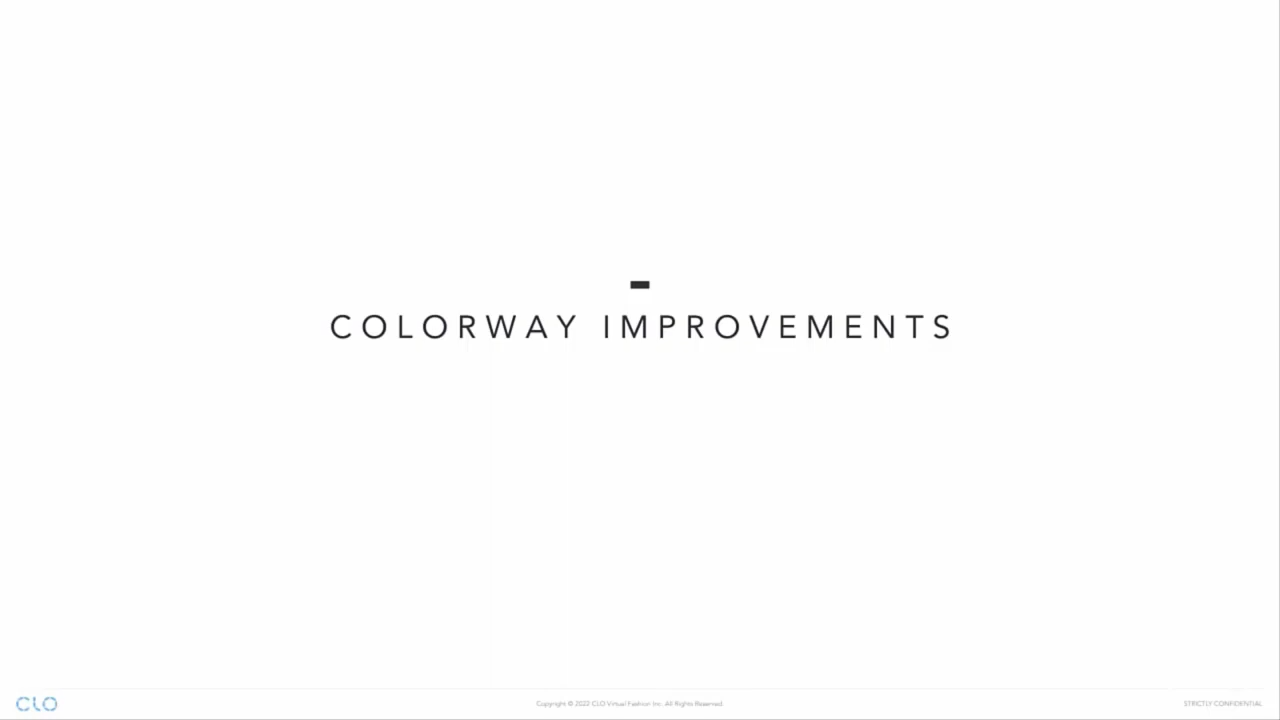 COLORWAY IMPROVEMENTS
CLO
Copyright © 2022 CLO Virtual Fashion Inc. All Rights Reserved.
STRICTLY CONFIDENTIAL